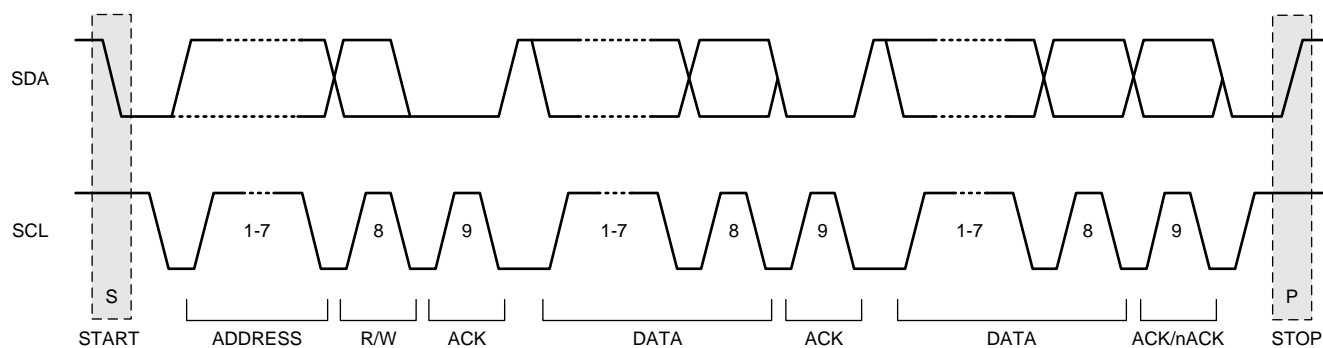 SDA
SCL
1-7
8
9
1-7
8
9
1-7
8
9
S
P
START
ADDRESS
R/W
ACK
DATA
ACK
DATA
ACK/nACK
STOP